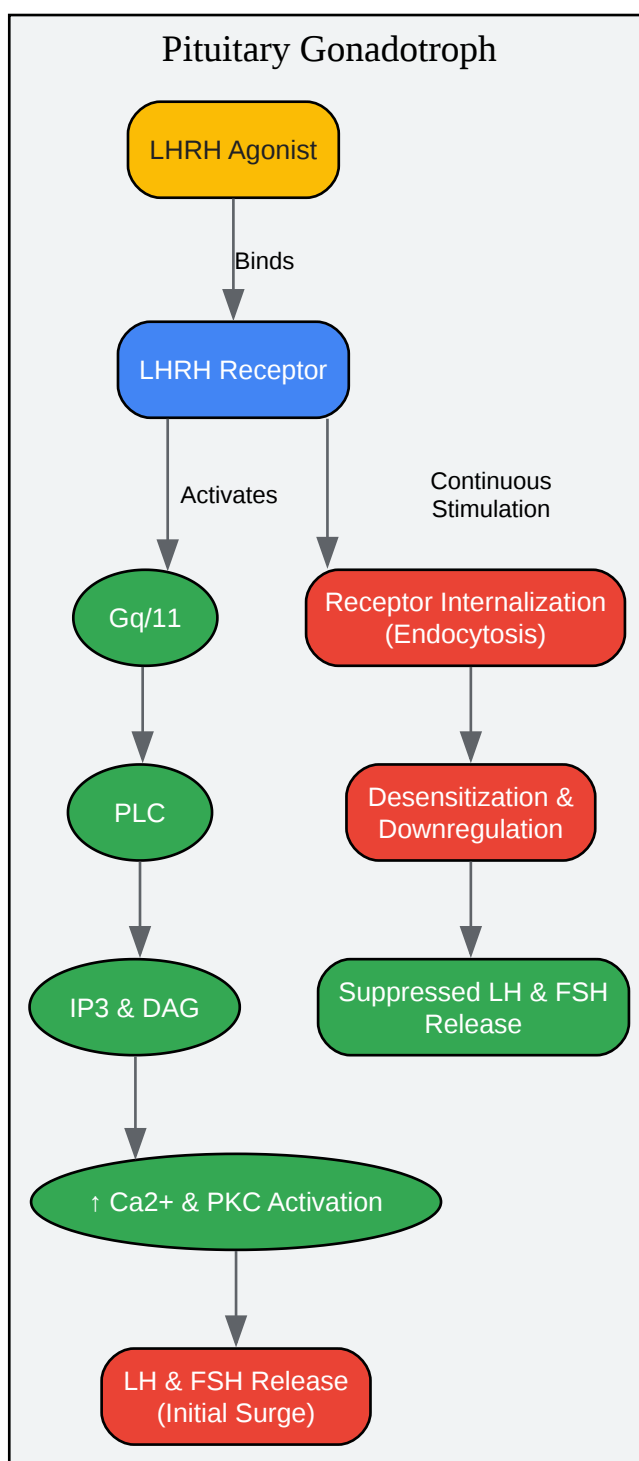 Pituitary Gonadotroph
LHRH Agonist
Binds
LHRH Receptor
Activates
Continuous
Stimulation
Gq/11
Receptor Internalization
(Endocytosis)
PLC
Desensitization &
Downregulation
IP3 & DAG
Suppressed LH & FSH
Release
↑ Ca2+ & PKC Activation
LH & FSH Release
(Initial Surge)